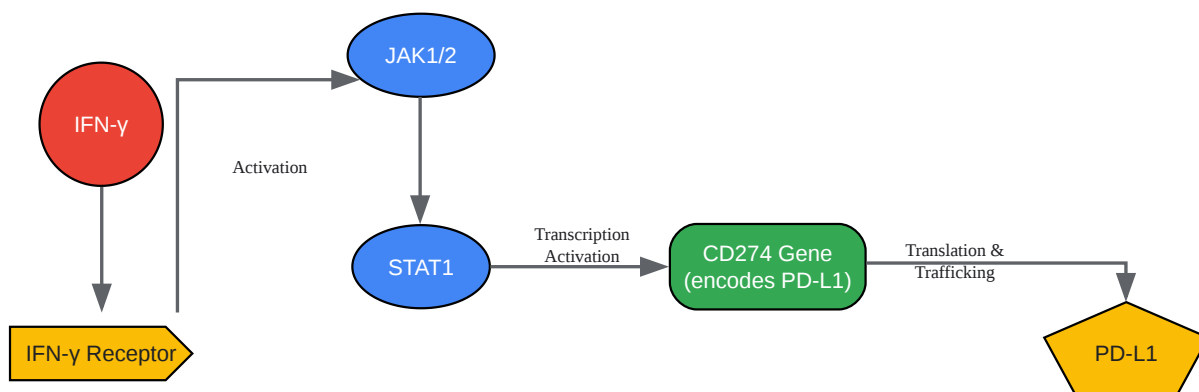 JAK1/2
IFN-γ
Activation
Transcription
Activation
STAT1
CD274 Gene
(encodes PD-L1)
Translation &
Trafficking
IFN-γ Receptor
PD-L1